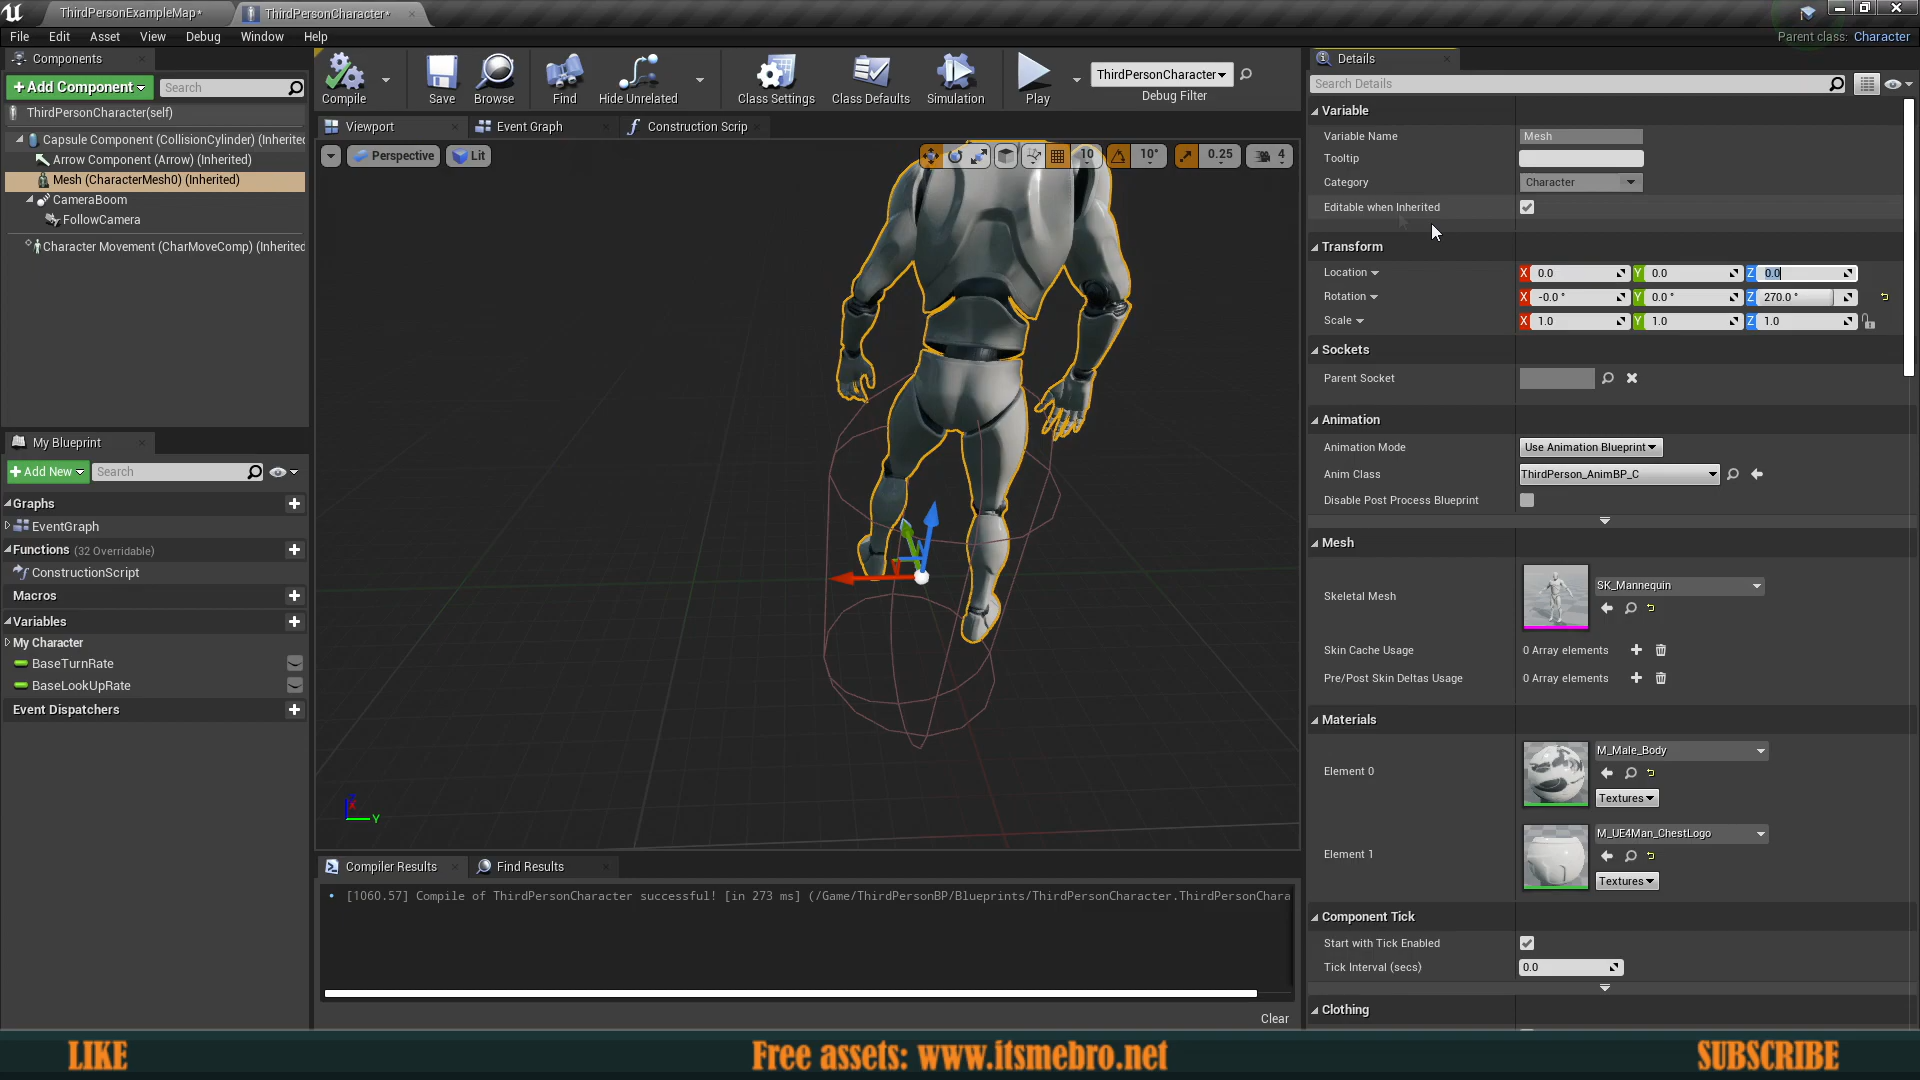 ThirdPersonExampleMap*
ThirdPersonCharacter*
File Edit Asset View Debug Window Help
Parent class: Character
Components
+Add Component
Search
ThirdPersonCharacter(self)
Capsule Component (CollisionCylinder) (Inherited
Arrow Component (Arrow) (Inherited)
Mesh (CharacterMesh0) (Inherited)
CameraBoom
FollowCamera
Character Movement (CharMoveComp) (Inherited
My Blueprint
+Add New
Search
Graphs
EventGraph
Functions (32 Overridable)
ConstructionScript
Macros
Variables
My Character
BaseTurnRate
BaseLookUpRate
Event Dispatchers
Compile
Save
Browse
Find
Hide Unrelated
Class Settings
Class Defaults
Simulation
Play
ThirdPersonCharacter
Debug Filter
Viewport
Event Graph
Construction Scrip
Perspective
Lit
10
10°
0.25
4
Y
Compiler Results
Find Results
[1060.57] Compile of ThirdPersonCharacter successful! [in 273 ms] (/Game/ThirdPersonBP/Blueprints/ThirdPersonCharacter.ThirdPersonChara
Clear
Details
Search Details
Variable
Variable Name Mesh
Tooltip
Category Character
Editable when Inherited
Transform
Location X 0.0 Y 0.0 Z 0.0
Rotation X -0.0 ° Y 0.0 ° Z 270.0 °
Scale X 1.0 Y 1.0 Z 1.0
Sockets
Parent Socket
Animation
Animation Mode Use Animation Blueprint
Anim Class ThirdPerson_AnimBP_C
Disable Post Process Blueprint
Mesh
Skeletal Mesh SK_Mannequin
Skin Cache Usage 0 Array elements
Pre/Post Skin Deltas Usage 0 Array elements
Materials
Element 0 M_Male_Body
Textures
Element 1 M_UE4Man_ChestLogo
Textures
Component Tick
Start with Tick Enabled
Tick Interval (secs) 0.0
Clothing
LIKE
Free assets: www.itsmebro.net
SUBSCRIBE